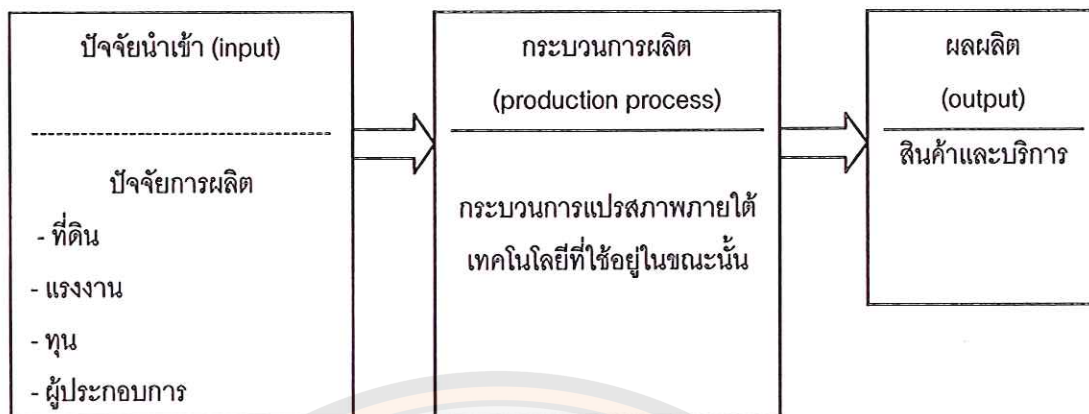 ปัจจัยนำเข้า (input)
ปัจจัยการผลิต
- ที่ดิน
- แรงงาน
- ทุน
- ผู้ประกอบการ
กระบวนการผลิต
(production process)
กระบวนการแปรสภาพภายใต้
เทคโนโลยีที่ใช้อยู่ในขณะนั้น
ผลผลิต
(output)
สินค้าและบริการ